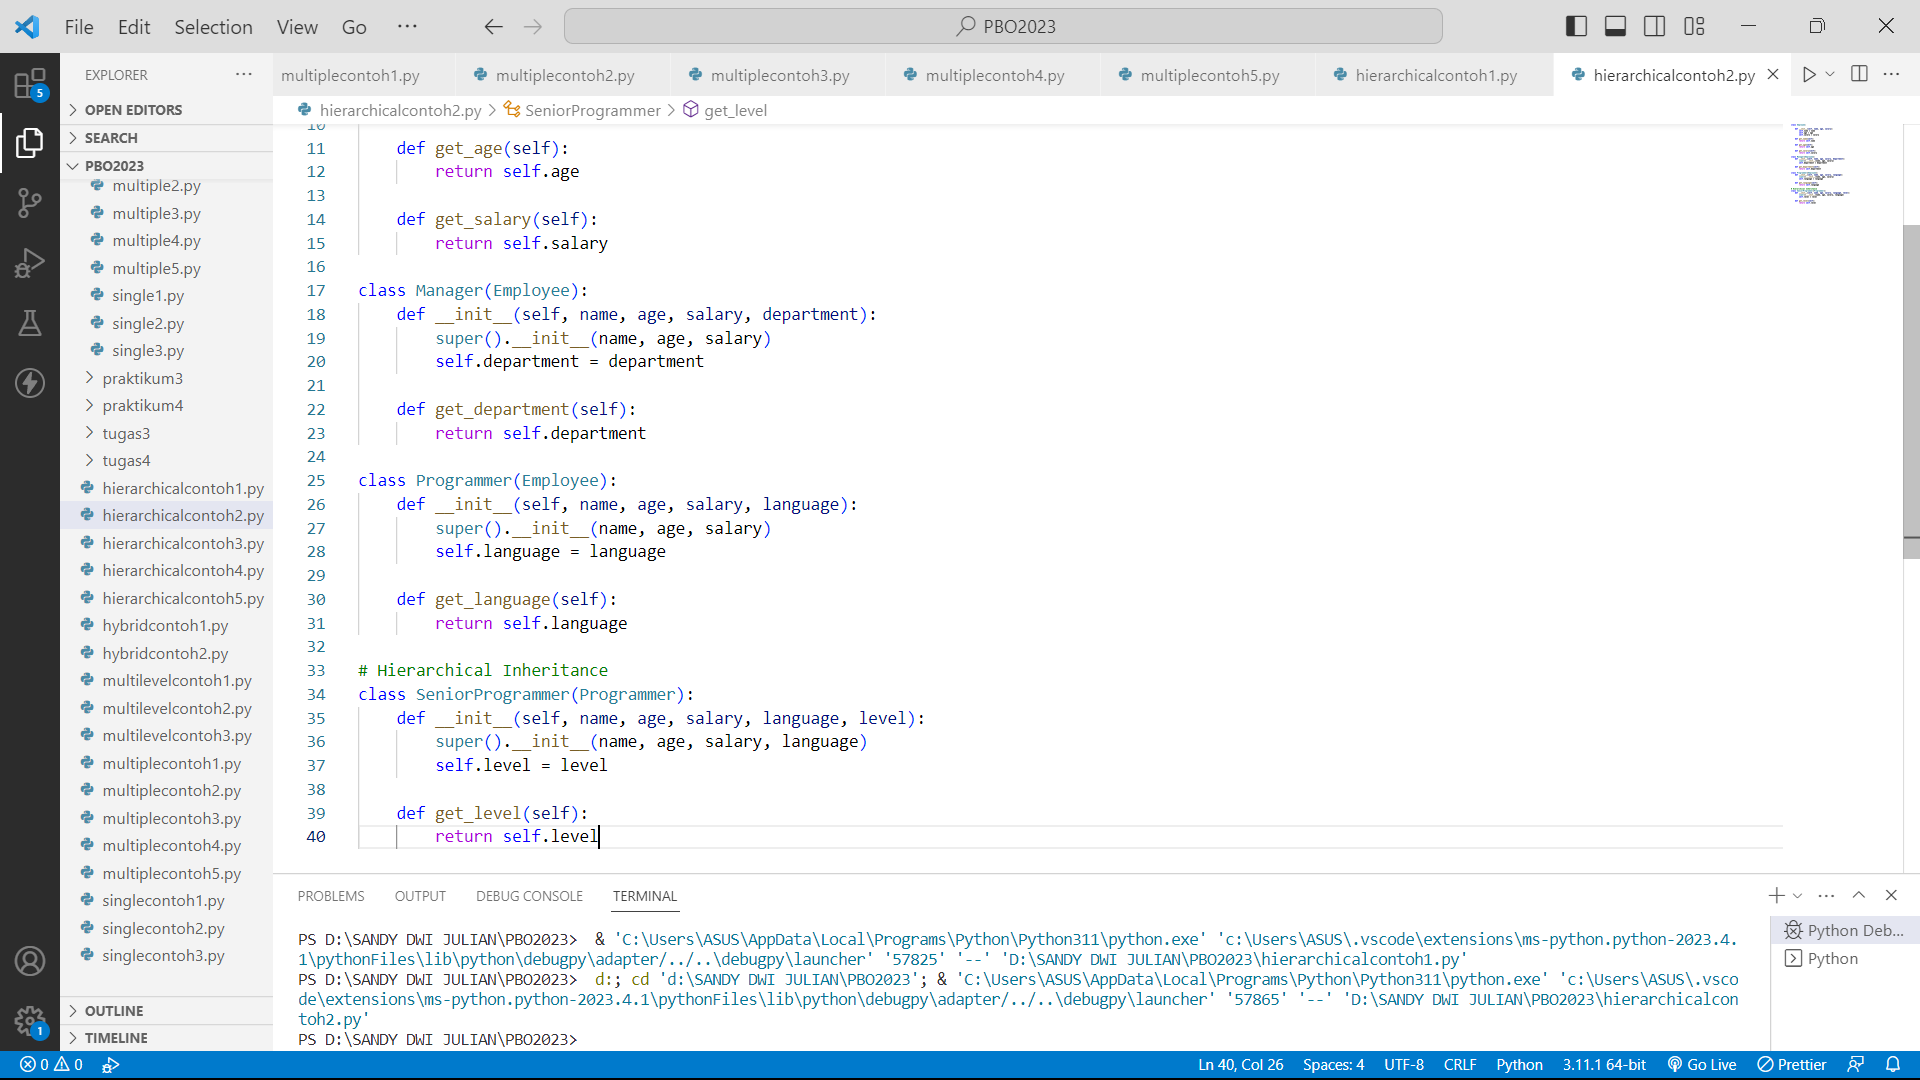 File Edit Selection View Go ··· PBO2023
EXPLORER ···
multiplecontoh1.py multiplecontoh2.py multiplecontoh3.py multiplecontoh4.py multiplecontoh5.py hierarchicalcontoh1.py hierarchicalcontoh2.py
5
OPEN EDITORS
SEARCH
PBO2023
multiple2.py
multiple3.py
multiple4.py
multiple5.py
single1.py
single2.py
single3.py
praktikum3
praktikum4
tugas3
tugas4
hierarchicalcontoh1.py
hierarchicalcontoh2.py
hierarchicalcontoh3.py
hierarchicalcontoh4.py
hierarchicalcontoh5.py
hybridcontoh1.py
hybridcontoh2.py
multilevelcontoh1.py
multilevelcontoh2.py
multilevelcontoh3.py
multiplecontoh1.py
multiplecontoh2.py
multiplecontoh3.py
multiplecontoh4.py
multiplecontoh5.py
singlecontoh1.py
singlecontoh2.py
singlecontoh3.py
OUTLINE
TIMELINE
1
hierarchicalcontoh2.py > SeniorProgrammer > get_level
10
11 def get_age(self):
12 return self.age
13
14 def get_salary(self):
15 return self.salary
16
17 class Manager(Employee):
18 def __init__(self, name, age, salary, department):
19 super().__init__(name, age, salary)
20 self.department = department
21
22 def get_department(self):
23 return self.department
24
25 class Programmer(Employee):
26 def __init__(self, name, age, salary, language):
27 super().__init__(name, age, salary)
28 self.language = language
29
30 def get_language(self):
31 return self.language
32
33 # Hierarchical Inheritance
34 class SeniorProgrammer(Programmer):
35 def __init__(self, name, age, salary, language, level):
36 super().__init__(name, age, salary, language)
37 self.level = level
38
39 def get_level(self):
40 return self.level
PROBLEMS OUTPUT DEBUG CONSOLE TERMINAL
PS D:\SANDY DWI JULIAN\PBO2023> & 'C:\Users\ASUS\AppData\Local\Programs\Python\Python311\python.exe' 'c:\Users\ASUS\.vscode\extensions\ms-python.python-2023.4.
1\pythonFiles\lib\python\debugpy\adapter/../..\debugpy\launcher' '57825' '--' 'D:\SANDY DWI JULIAN\PBO2023\hierarchicalcontoh1.py'
PS D:\SANDY DWI JULIAN\PBO2023> d:; cd 'd:\SANDY DWI JULIAN\PBO2023'; & 'C:\Users\ASUS\AppData\Local\Programs\Python\Python311\python.exe' 'c:\Users\ASUS\.vsco
de\extensions\ms-python.python-2023.4.1\pythonFiles\lib\python\debugpy\adapter/../..\debugpy\launcher' '57865' '--' 'D:\SANDY DWI JULIAN\PBO2023\hierarchicalcon
toh2.py'
PS D:\SANDY DWI JULIAN\PBO2023>
Python Deb...
Python
0 0 Ln 40, Col 26 Spaces: 4 UTF-8 CRLF Python 3.11.1 64-bit Go Live Prettier